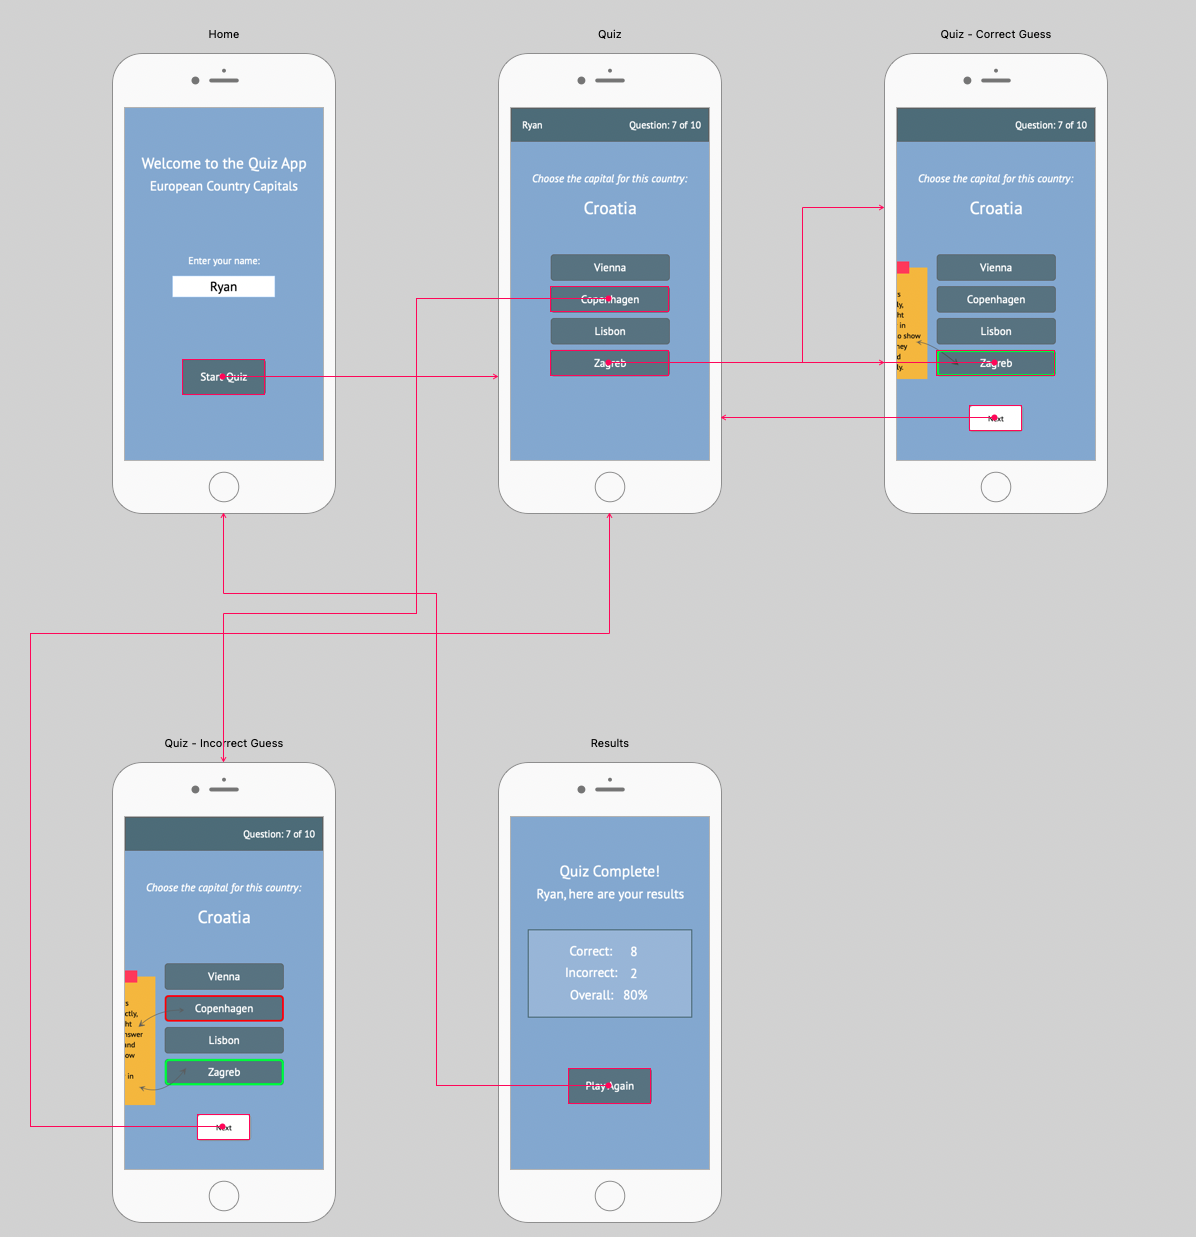 Home
Welcome to the Quiz App
European Country Capitals
Enter your name:
Ryan
Start Quiz
Quiz
Ryan
Question: 7 of 10
Choose the capital for this country:
Croatia
Vienna
Copenhagen
Lisbon
Zagreb
Quiz - Correct Guess
Question: 7 of 10
Choose the capital for this country:
Croatia
s
ly,
ht
in
o show
hey
d
ly.
Vienna
Copenhagen
Lisbon
Zagreb
Next
Quiz - Incorrect Guess
Question: 7 of 10
Choose the capital for this country:
Croatia
s
ctly,
ht
nswer
und
ow
in
Vienna
Copenhagen
Lisbon
Zagreb
Next
Results
Quiz Complete!
Ryan, here are your results
Correct: 8
Incorrect: 2
Overall: 80%
Play Again